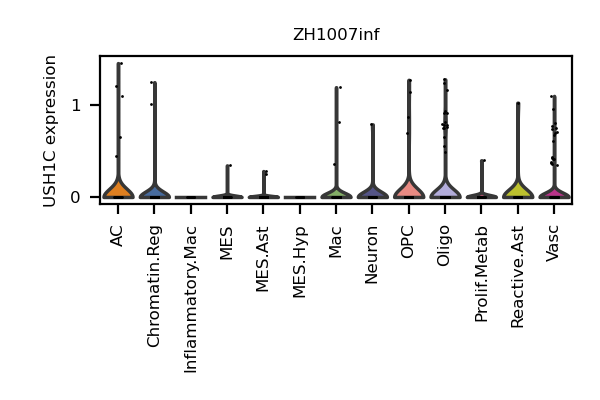 ZH1007inf
USH1C expression
1
0
AC
Chromatin.Reg
Inflammatory.Mac
MES
MES.Ast
MES.Hyp
Mac
Neuron
OPC
Oligo
Prolif.Metab
Reactive.Ast
Vasc